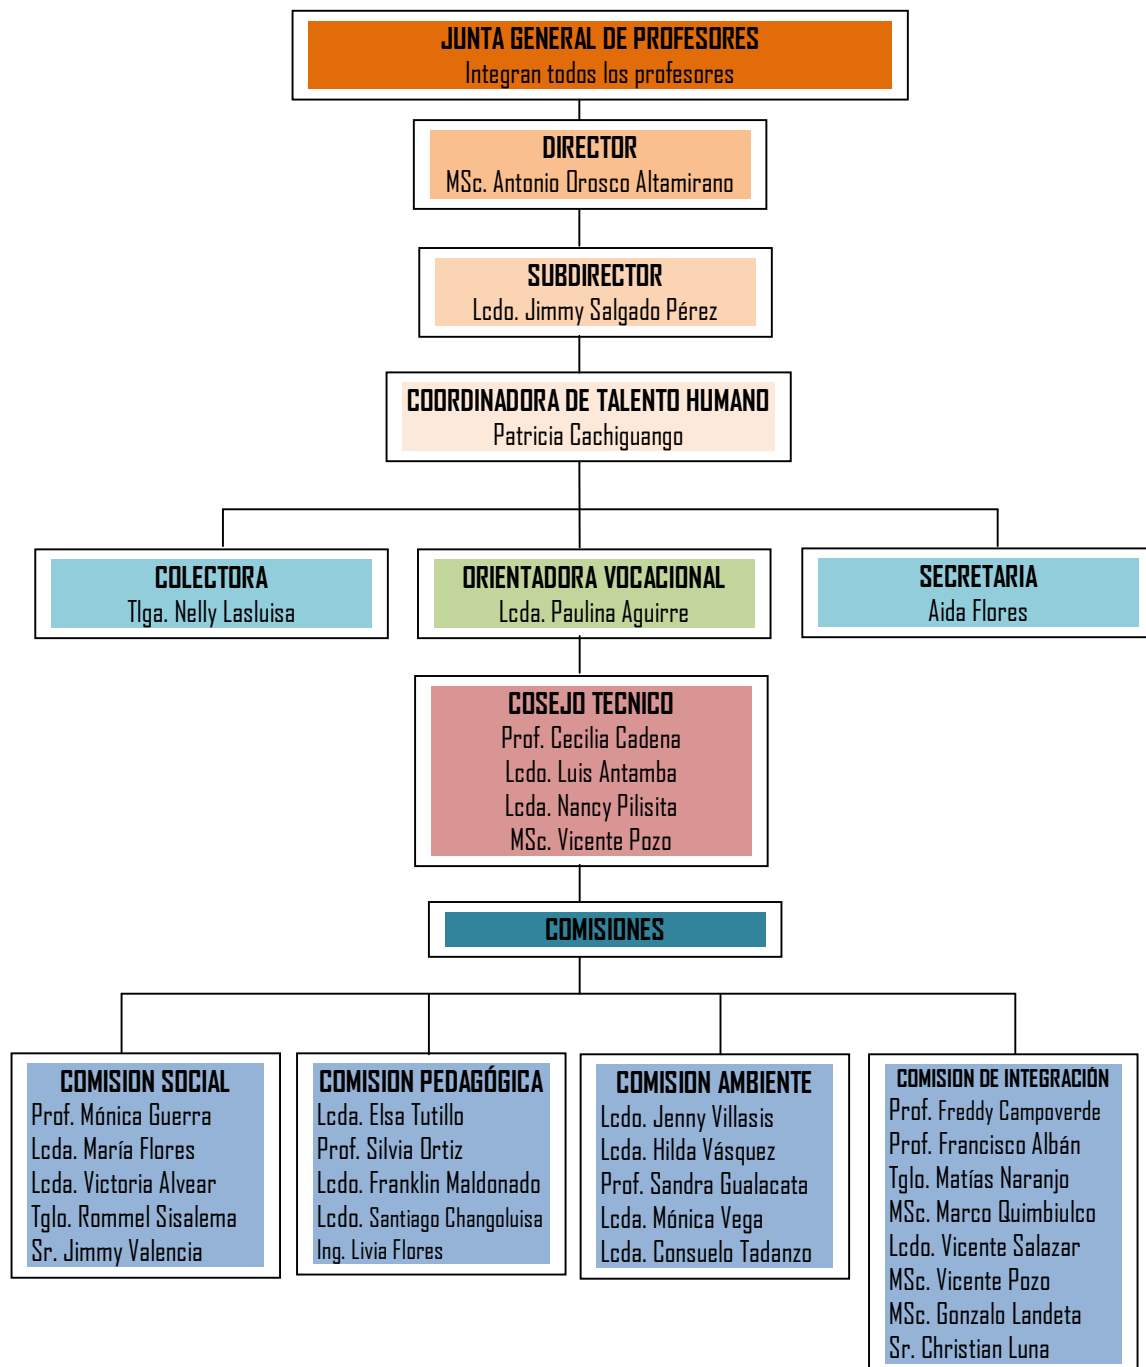 JUNTA GENERAL DE PROFESORES
Integran todos los profesores
DIRECTOR
MSc. Antonio Orosco Altamirano
SUBDIRECTOR
Lcdo. Jimmy Salgado Pérez
COORDINADORA DE TALENTO HUMANO
Patricia Cachiguango
COLECTORA
Tlga. Nelly Lasluisa
ORIENTADORA VOCACIONAL
Lcda. Paulina Aguirre
SECRETARIA
Aida Flores
COSEJO TECNICO
Prof. Cecilia Cadena
Lcdo. Luis Antamba
Lcda. Nancy Pilisita
MSc. Vicente Pozo
COMISIONES
COMISION SOCIAL
Prof. Mónica Guerra
Lcda. María Flores
Lcda. Victoria Alvear
Tglo. Rommel Sisalema
Sr. Jimmy Valencia
COMISION PEDAGÓGICA
Lcda. Elsa Tutillo
Prof. Silvia Ortiz
Lcdo. Franklin Maldonado
Lcdo. Santiago Changoluisa
Ing. Livia Flores
COMISION AMBIENTE
Lcdo. Jenny Villasis
Lcda. Hilda Vásquez
Prof. Sandra Gualacata
Lcda. Mónica Vega
Lcda. Consuelo Tadanzo
COMISION DE INTEGRACIÓN
Prof. Freddy Campoverde
Prof. Francisco Albán
Tglo. Matías Naranjo
MSc. Marco Quimbiulco
Lcdo. Vicente Salazar
MSc. Vicente Pozo
MSc. Gonzalo Landeta
Sr. Christian Luna